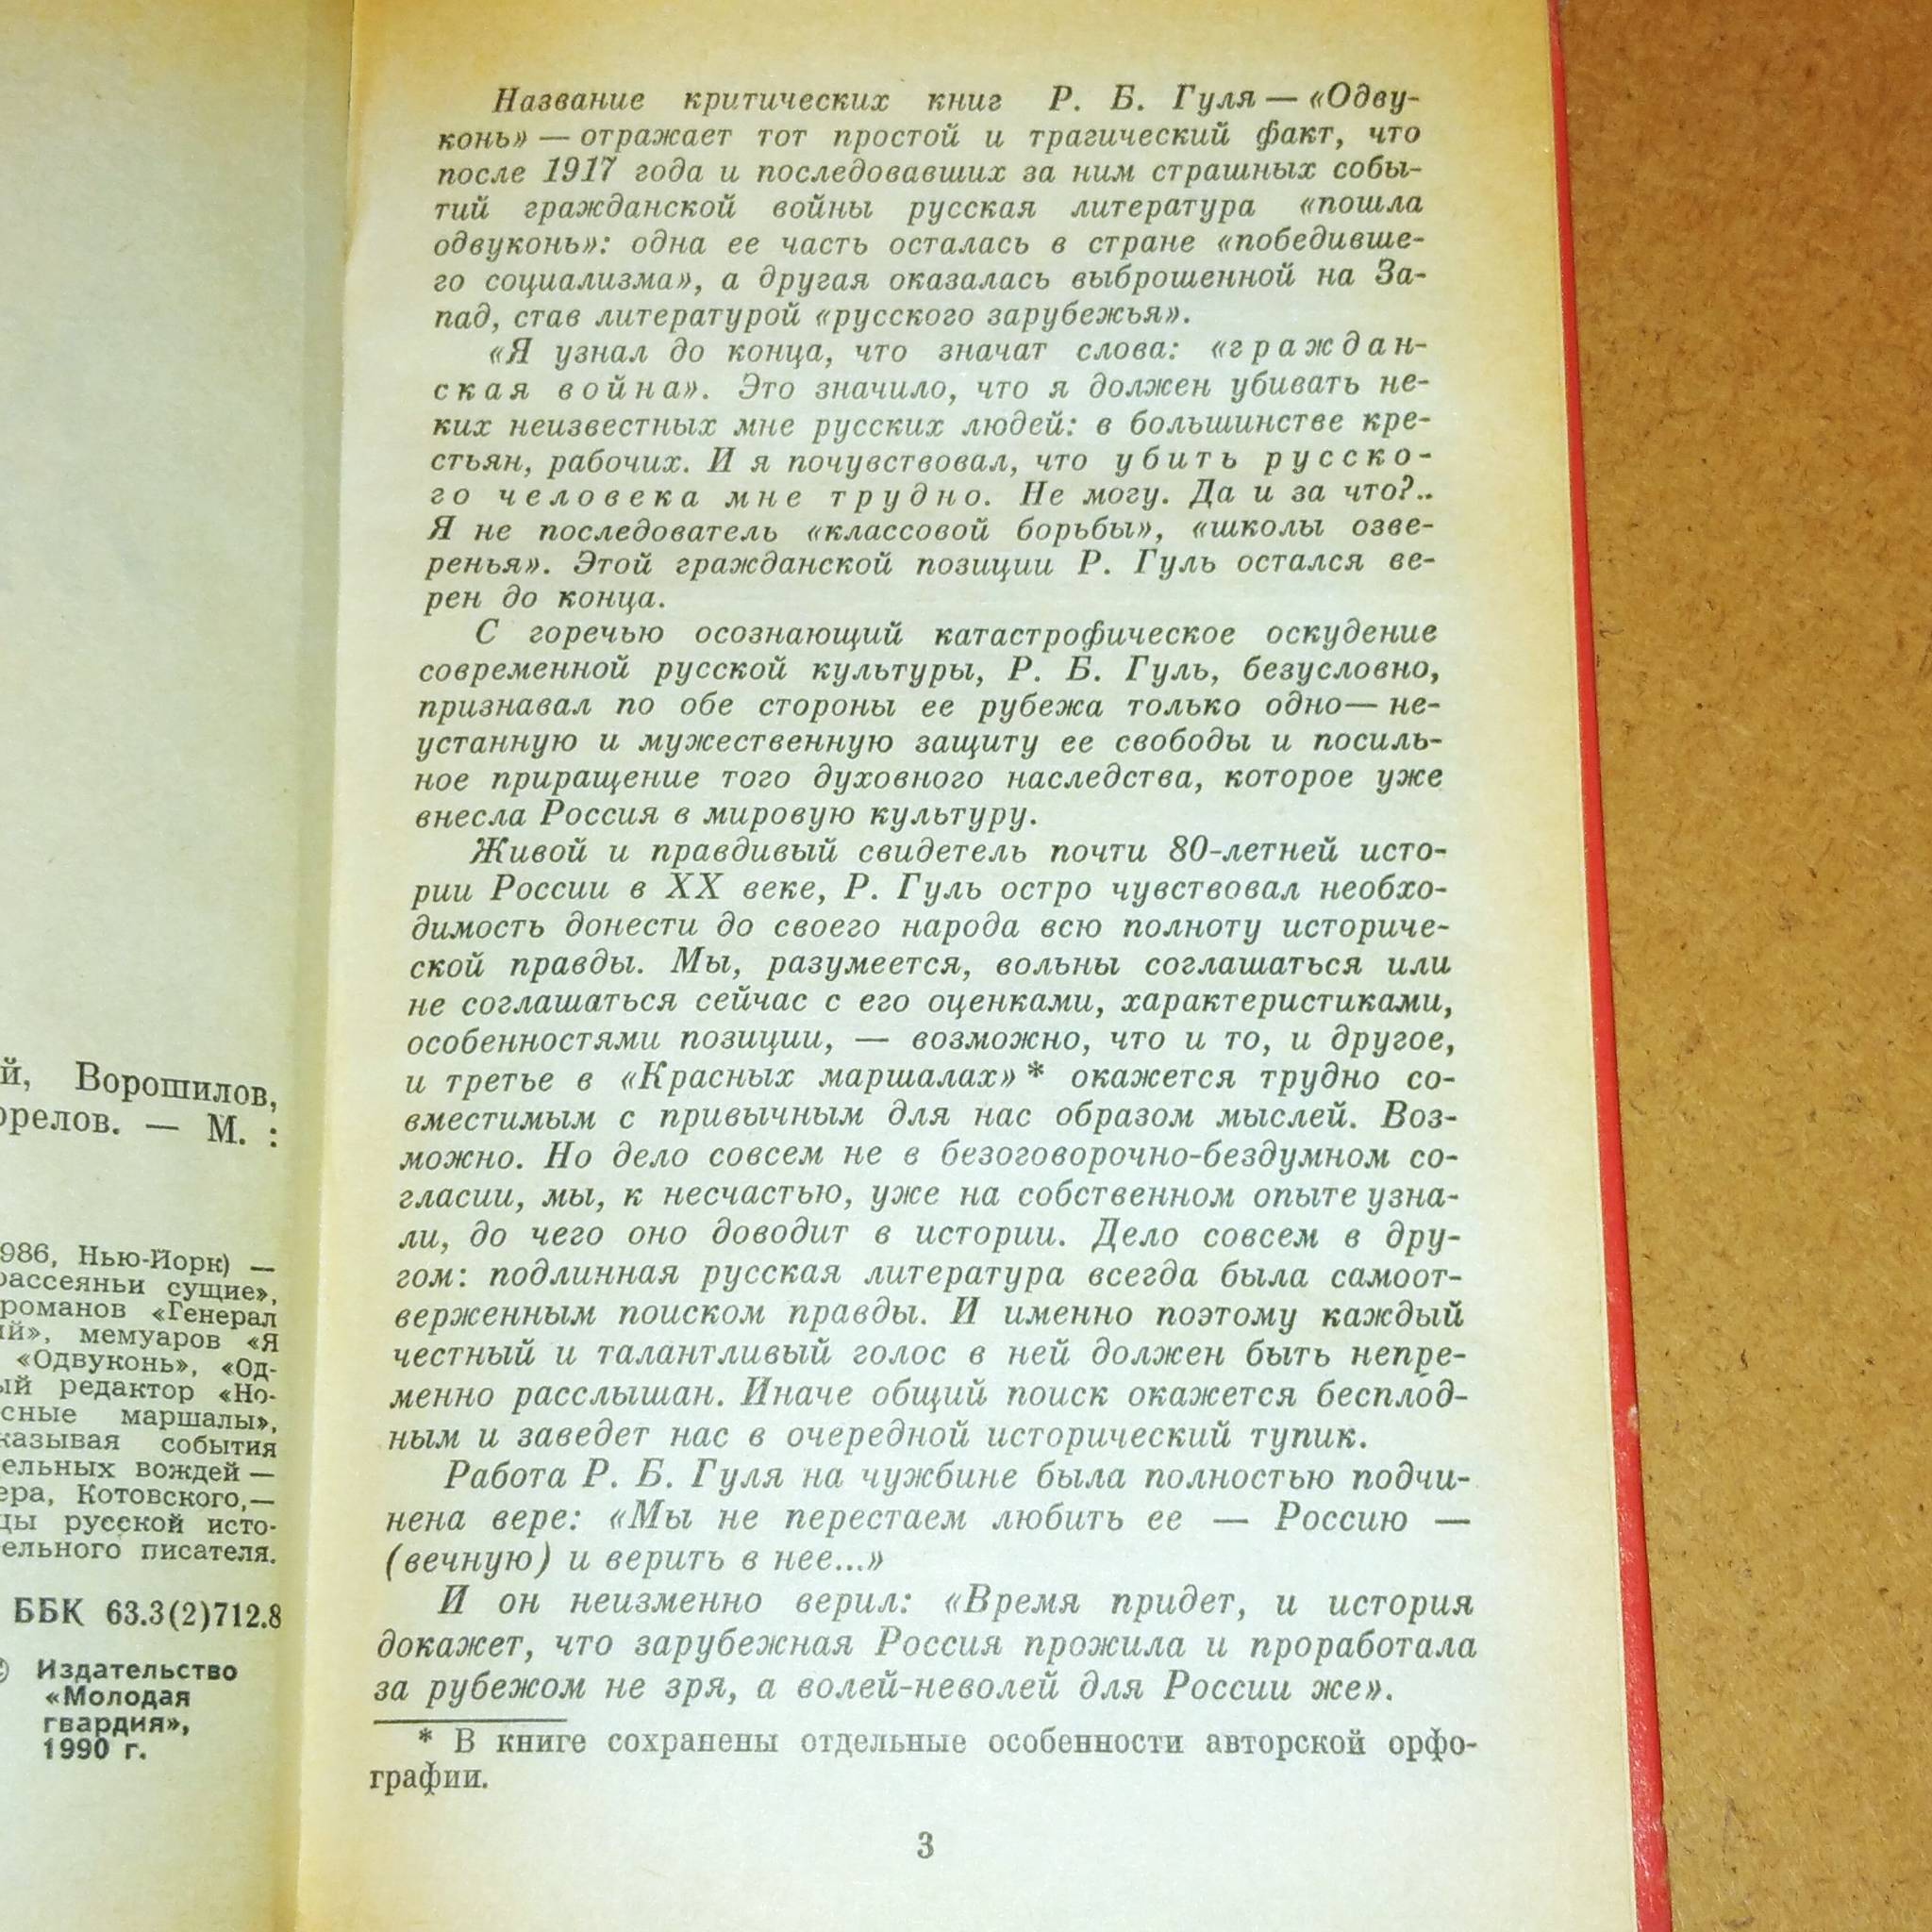 й, Ворошилов,
орелов. — М. :
986, Нью-Йорк) —
рассеяньи сущие»,
романов «Генерал
ий», мемуаров «Я
«Одвуконь», «Од-
ый редактор «Но-
сные маршалы»,
казывая события
ельных вождей —
ера, Котовского,—
цы русской исто-
ельного писателя.
ББК 63.3(2)712.8
© Издательство
«Молодая
гвардия»,
1990 г.
Название критических книг Р. Б. Гуля — «Одву-
конь» — отражает тот простой и трагический факт, что
после 1917 года и последовавших за ним страшных собы-
тий гражданской войны русская литература «пошла
одвуконь»: одна ее часть осталась в стране «победивше-
го социализма», а другая оказалась выброшенной на За-
пад, став литературой «русского зарубежья».
«Я узнал до конца, что значат слова: «граждан-
ская война». Это значило, что я должен убивать не-
ких неизвестных мне русских людей: в большинстве кре-
стьян, рабочих. И я почувствовал, что убить русско-
го человека мне трудно. Не могу. Да и за что?..
Я не последователь «классовой борьбы», «школы озве-
ренья». Этой гражданской позиции Р. Гуль остался ве-
рен до конца.
С горечью осознающий катастрофическое оскудение
современной русской культуры, Р. Б. Гуль, безусловно,
признавал по обе стороны ее рубежа только одно — не-
устанную и мужественную защиту ее свободы и посиль-
ное приращение того духовного наследства, которое уже
внесла Россия в мировую культуру.
Живой и правдивый свидетель почти 80-летней исто-
рии России в XX веке, Р. Гуль остро чувствовал необхо-
димость донести до своего народа всю полноту историче-
ской правды. Мы, разумеется, вольны соглашаться или
не соглашаться сейчас с его оценками, характеристиками,
особенностями позиции, — возможно, что и то, и другое,
и третье в «Красных маршалах» * окажется трудно со-
вместимым с привычным для нас образом мыслей. Воз-
можно. Но дело совсем не в безоговорочно-бездумном со-
гласии, мы, к несчастью, уже на собственном опыте узна-
ли, до чего оно доводит в истории. Дело совсем в дру-
гом: подлинная русская литература всегда была самоот-
верженным поиском правды. И именно поэтому каждый
честный и талантливый голос в ней должен быть непре-
менно расслышан. Иначе общий поиск окажется бесплод-
ным и заведет нас в очередной исторический тупик.
Работа Р. Б. Гуля на чужбине была полностью подчи-
нена вере: «Мы не перестаем любить ее — Россию —
(вечную) и верить в нее...»
И он неизменно верил: «Время придет, и история
докажет, что зарубежная Россия прожила и проработала
за рубежом не зря, а волей-неволей для России же».
* В книге сохранены отдельные особенности авторской орфо-
графии.
3